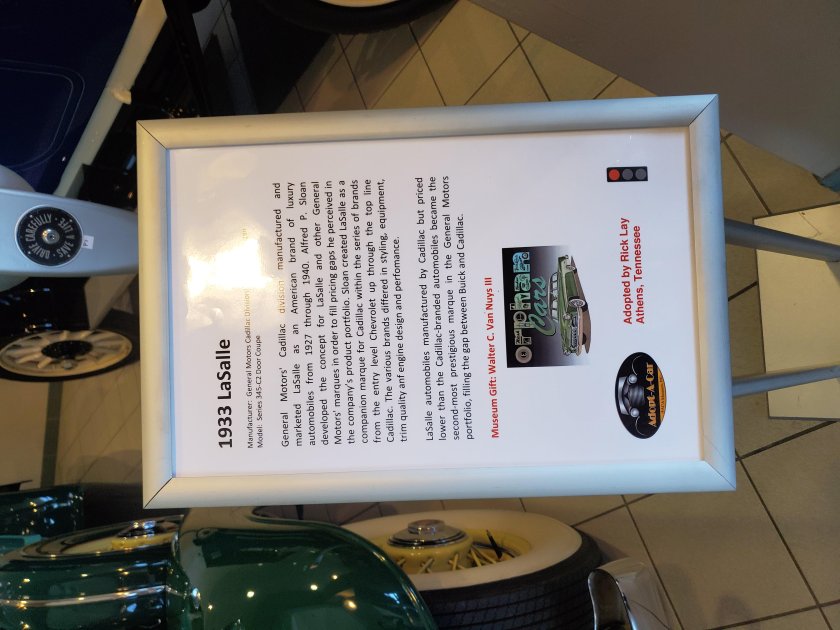 1933 LaSalle
Manufacturer: General Motors Cadillac Division
Model: Series 345-C2 Door Coupe
General Motors' Cadillac division manufactured and
marketed LaSalle as an American brand of luxury
automobiles from 1927 through 1940. Alfred P. Sloan
developed the concept for LaSalle and other General
Motors' marques in order to fill pricing gaps he perceived in
the company's product portfolio. Sloan created LaSalle as a
companion marque for Cadillac within the series of brands
from the entry level Chevrolet up through the top line
Cadillac. The various brands differed in styling, equipment,
trim quality anf engine design and perfomance.
LaSalle automobiles manufactured by Cadillac but priced
lower than the Cadillac-branded automobiles became the
second-most prestigious marque in the General Motors
portfolio, filling the gap between Buick and Cadillac.
Museum Gift: Walter C. Van Nuys III
Orphan
Cars
Adopt-A-Car
Adopted by Rick Lay
Athens, Tennessee
DRIVE CAREFULLY